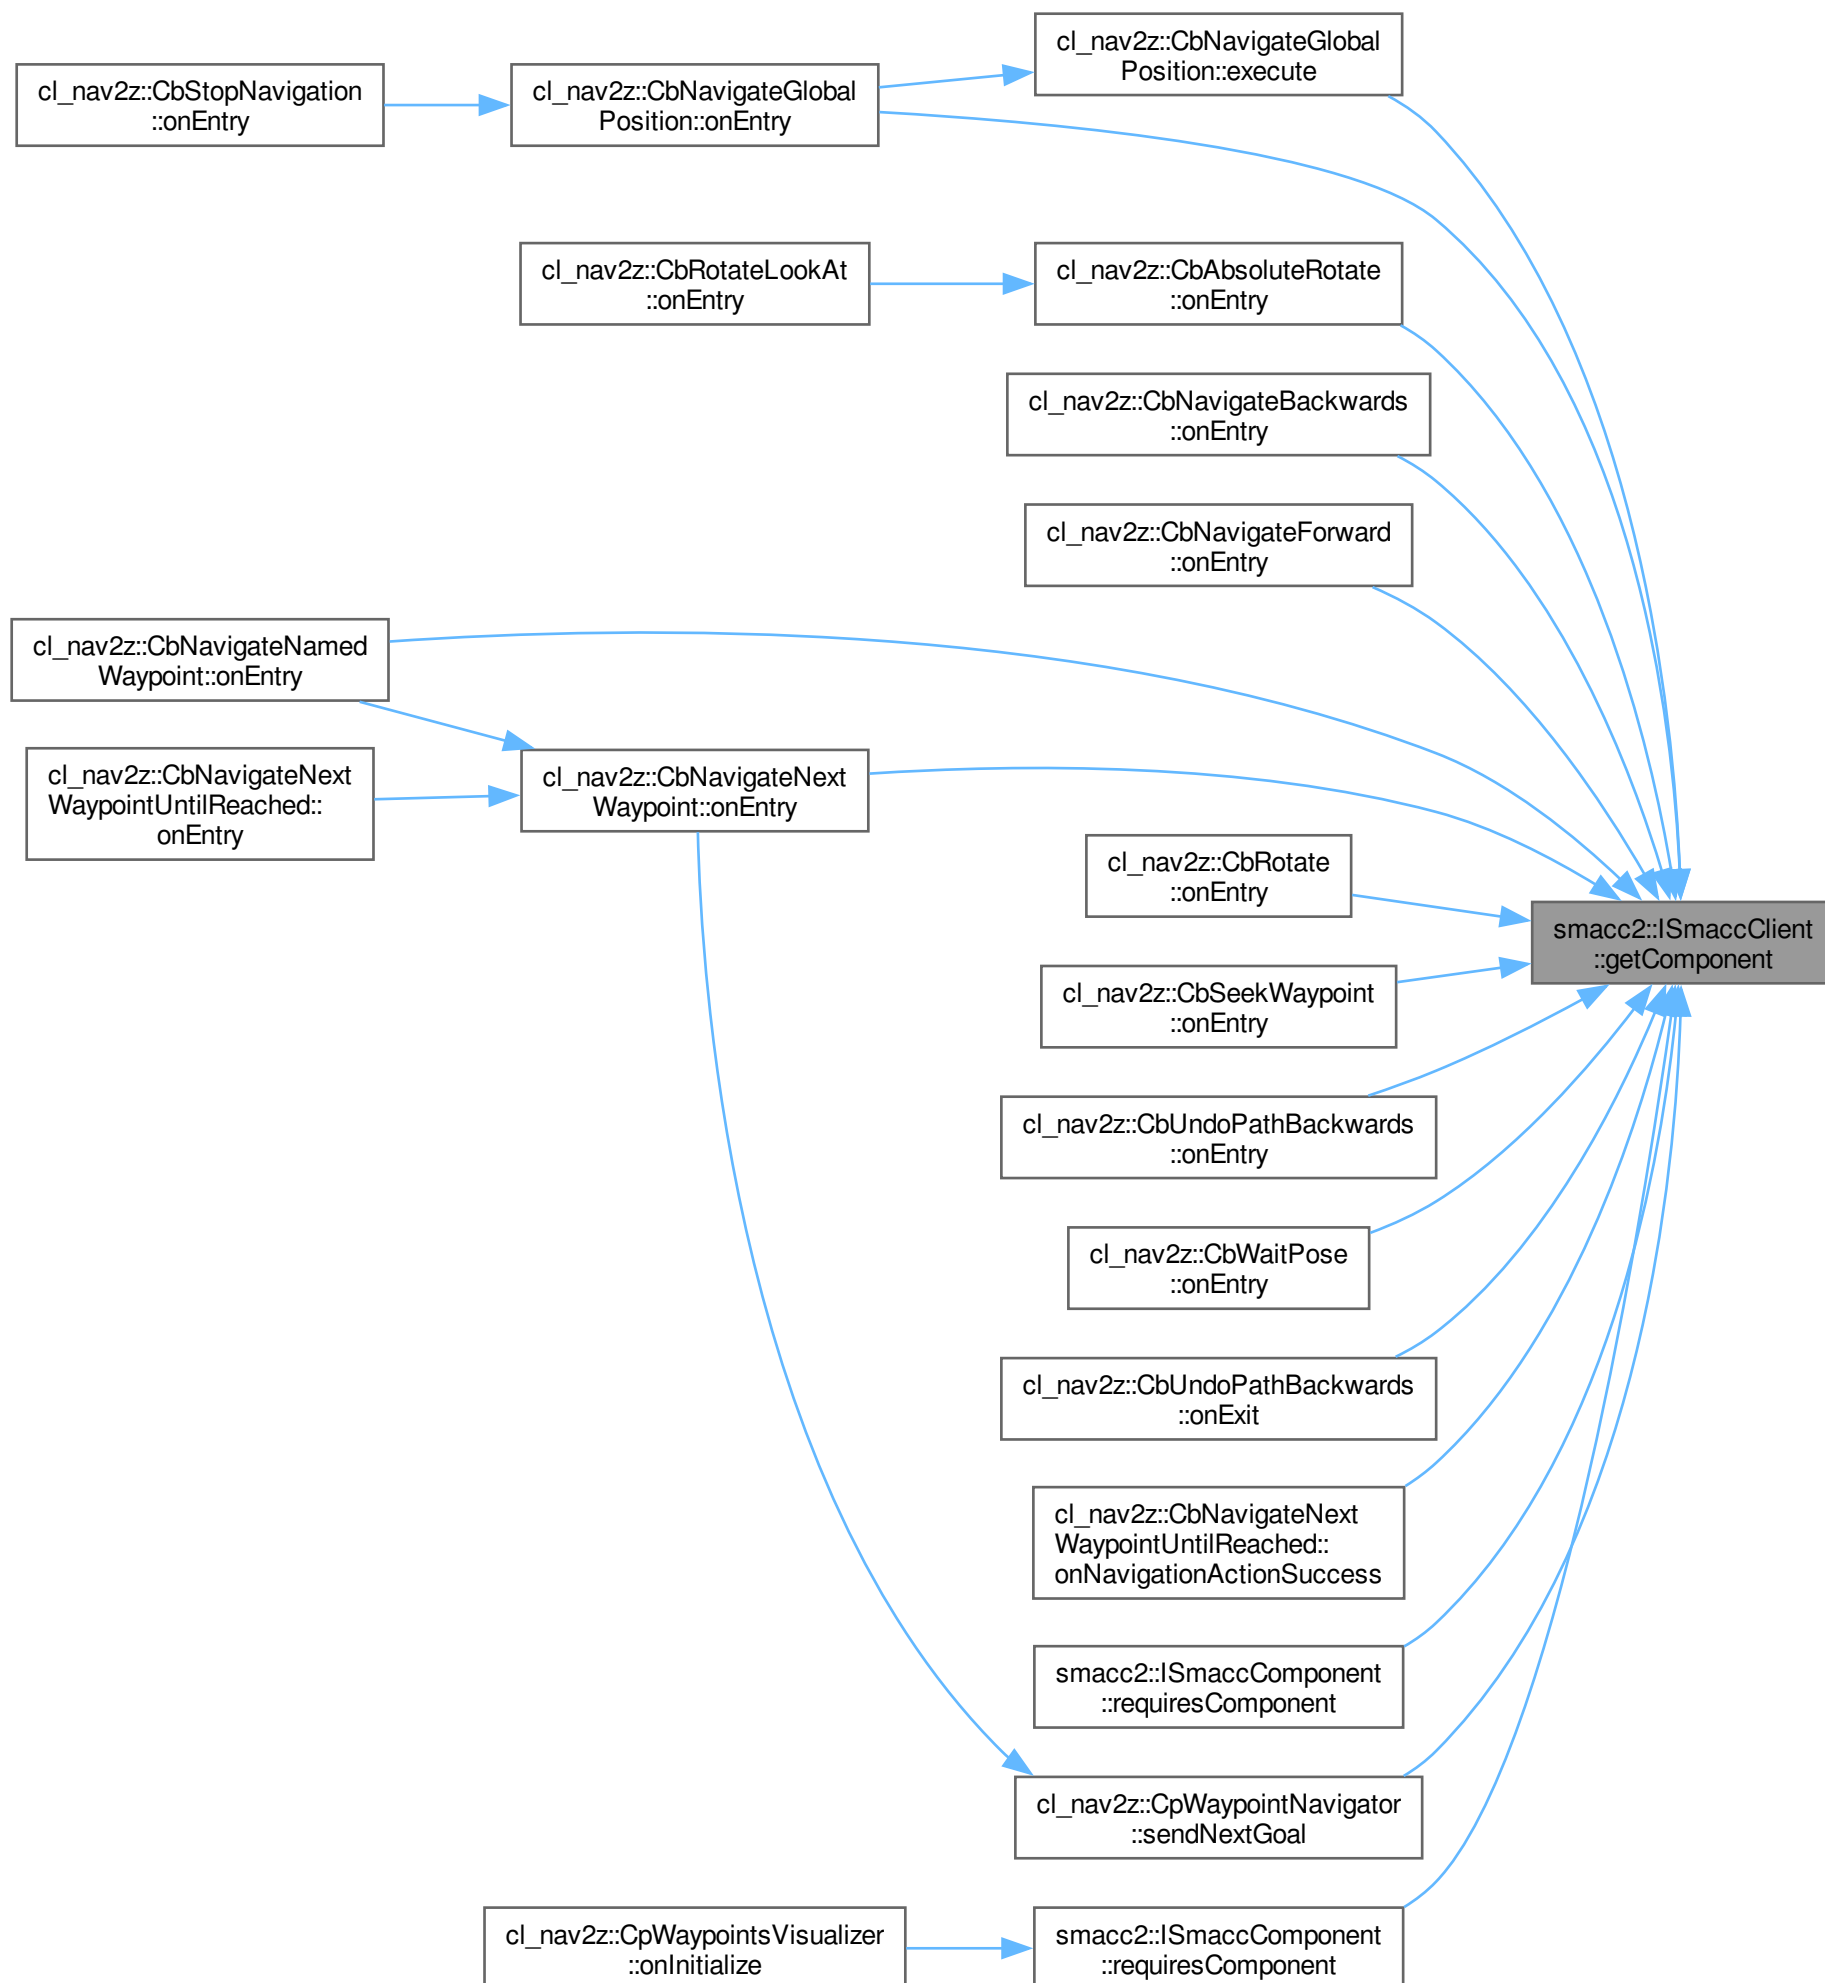 cl_nav2z::CbNavigateGlobal
Position::execute
cl_nav2z::CbStopNavigation
::onEntry
cl_nav2z::CbNavigateGlobal
Position::onEntry
cl_nav2z::CbRotateLookAt
::onEntry
cl_nav2z::CbAbsoluteRotate
::onEntry
cl_nav2z::CbNavigateBackwards
::onEntry
cl_nav2z::CbNavigateForward
::onEntry
cl_nav2z::CbNavigateNamed
Waypoint::onEntry
cl_nav2z::CbNavigateNext
WaypointUntilReached::
onEntry
cl_nav2z::CbNavigateNext
Waypoint::onEntry
cl_nav2z::CbRotate
::onEntry
smacc2::ISmaccClient
::getComponent
cl_nav2z::CbSeekWaypoint
::onEntry
cl_nav2z::CbUndoPathBackwards
::onEntry
cl_nav2z::CbWaitPose
::onEntry
cl_nav2z::CbUndoPathBackwards
::onExit
cl_nav2z::CbNavigateNext
WaypointUntilReached::
onNavigationActionSuccess
smacc2::ISmaccComponent
::requiresComponent
cl_nav2z::CpWaypointNavigator
::sendNextGoal
cl_nav2z::CpWaypointsVisualizer
::onInitialize
smacc2::ISmaccComponent
::requiresComponent